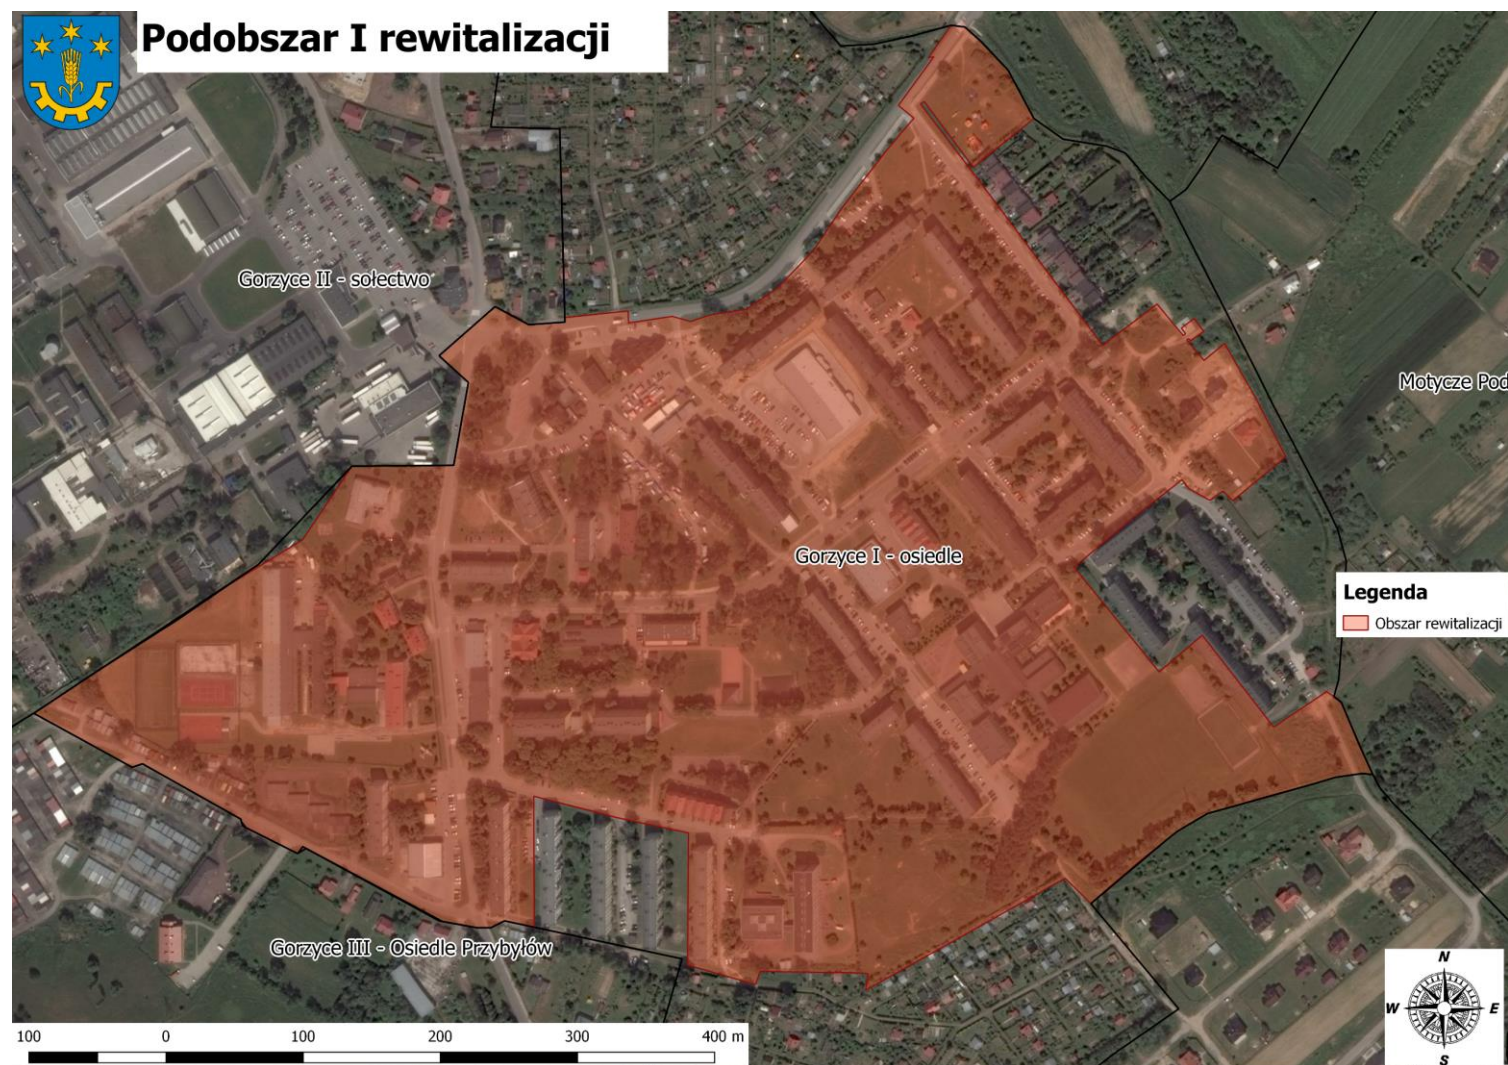 Podobszar I rewitalizacji
Gorzyce II - sołectwo
Motycze Pod
Gorzyce I - osiedle
Legenda
Obszar rewitalizacji
Gorzyce III - Osiedle Przybyłów
N
W E
S
100 0 100 200 300 400 m